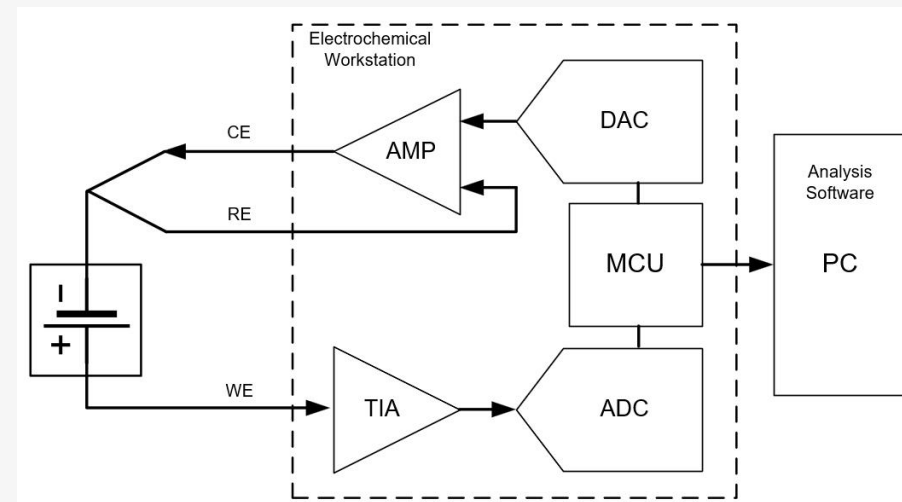 Electrochemical
Workstation
DAC
CE
AMP
Analysis
Software
RE
MCU
PC
-
+
WE
TIA
ADC